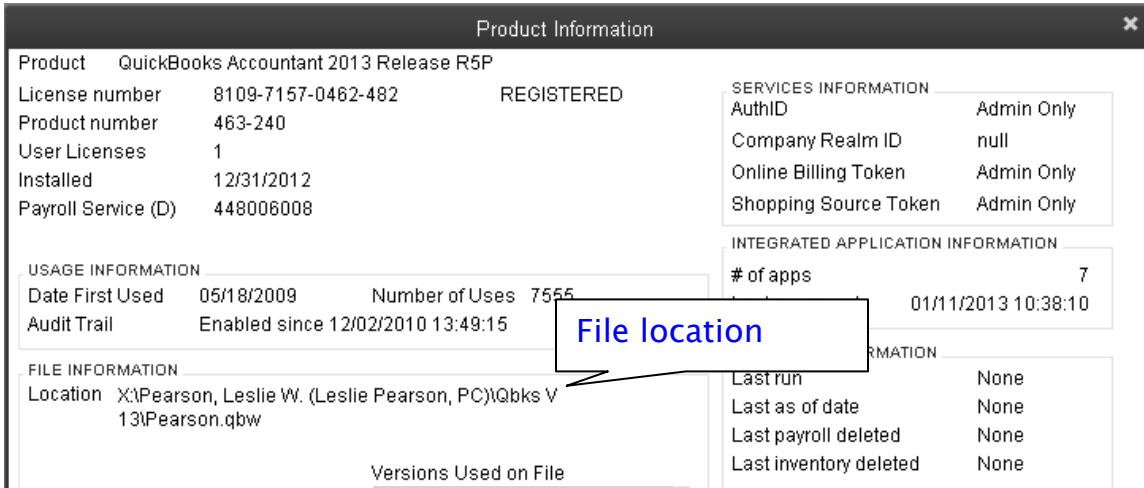 Product Information
Product QuickBooks Accountant 2013 Release R5P
License number 8109-7157-0462-482 REGISTERED
Product number 463-240
User Licenses 1
Installed 12/31/2012
Payroll Service (D) 448006008
SERVICES INFORMATION
AuthID Admin Only
Company Realm ID null
Online Billing Token Admin Only
Shopping Source Token Admin Only
USAGE INFORMATION
Date First Used 05/18/2009 Number of Uses 7555
Audit Trail Enabled since 12/02/2010 13:49:15
INTEGRATED APPLICATION INFORMATION
# of apps 7
01/11/2013 10:38:10
File location
FILE INFORMATION
Location X:\Pearson, Leslie W. (Leslie Pearson, PC)\Qbks V
13\Pearson.qbw
Versions Used on File
Last run None
Last as of date None
Last payroll deleted None
Last inventory deleted None